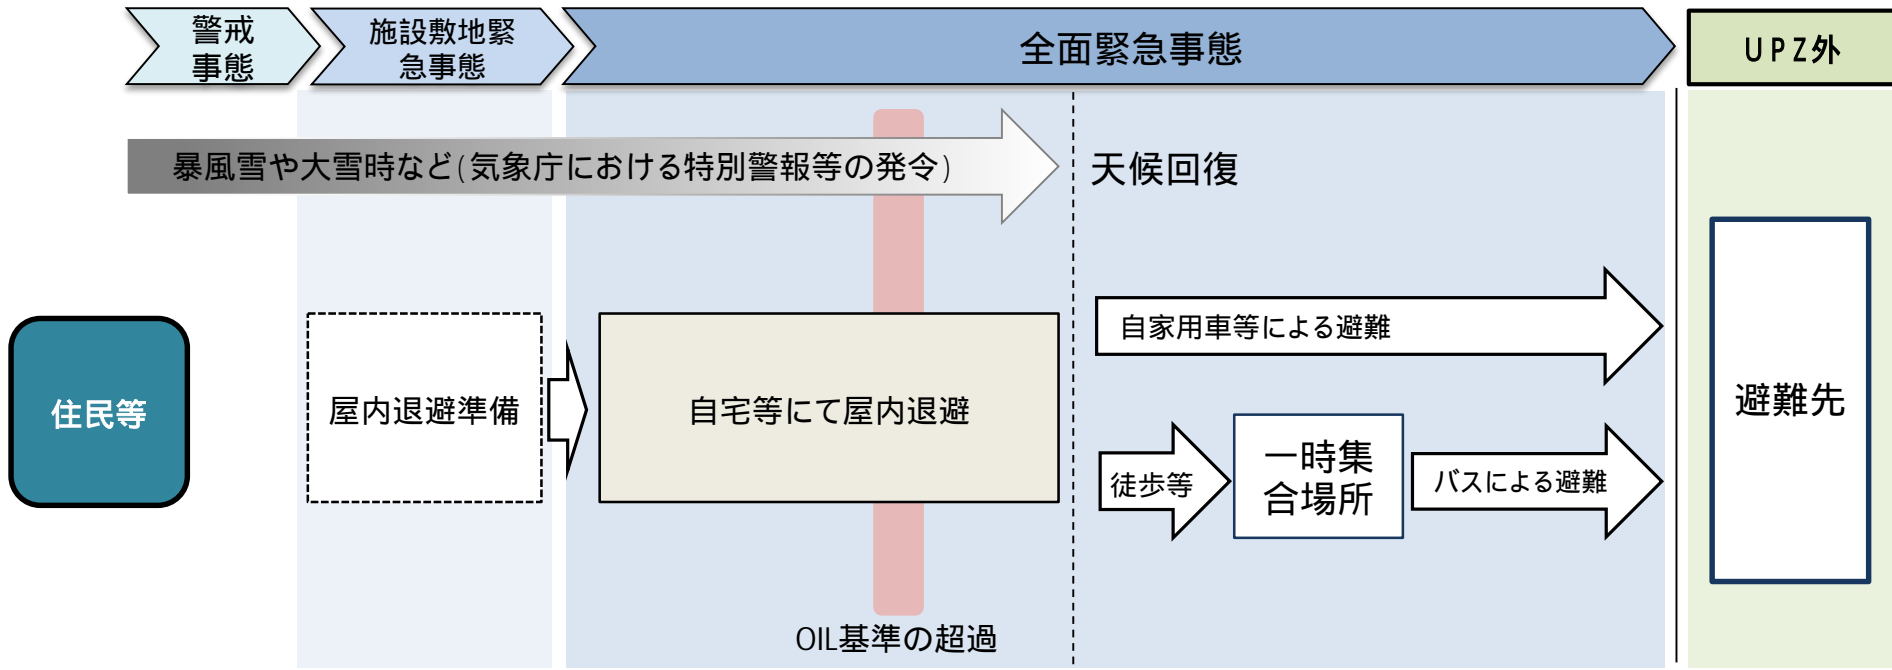 警戒
事態
施設敷地緊
急事態
全面緊急事態
UPZ外
暴風雪や大雪時など(気象庁における特別警報等の発令)
天候回復
住民等
屋内退避準備
自宅等にて屋内退避
自家用車等による避難
徒歩等
一時集
合場所
バスによる避難
避難先
OIL基準の超過